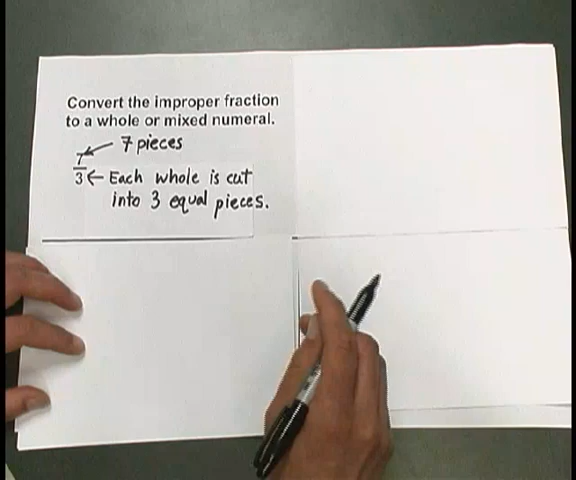 Convert the improper fraction
to a whole or mixed numeral.
7 ← 7 pieces
3 ← Each whole is cut
into 3 equal pieces.